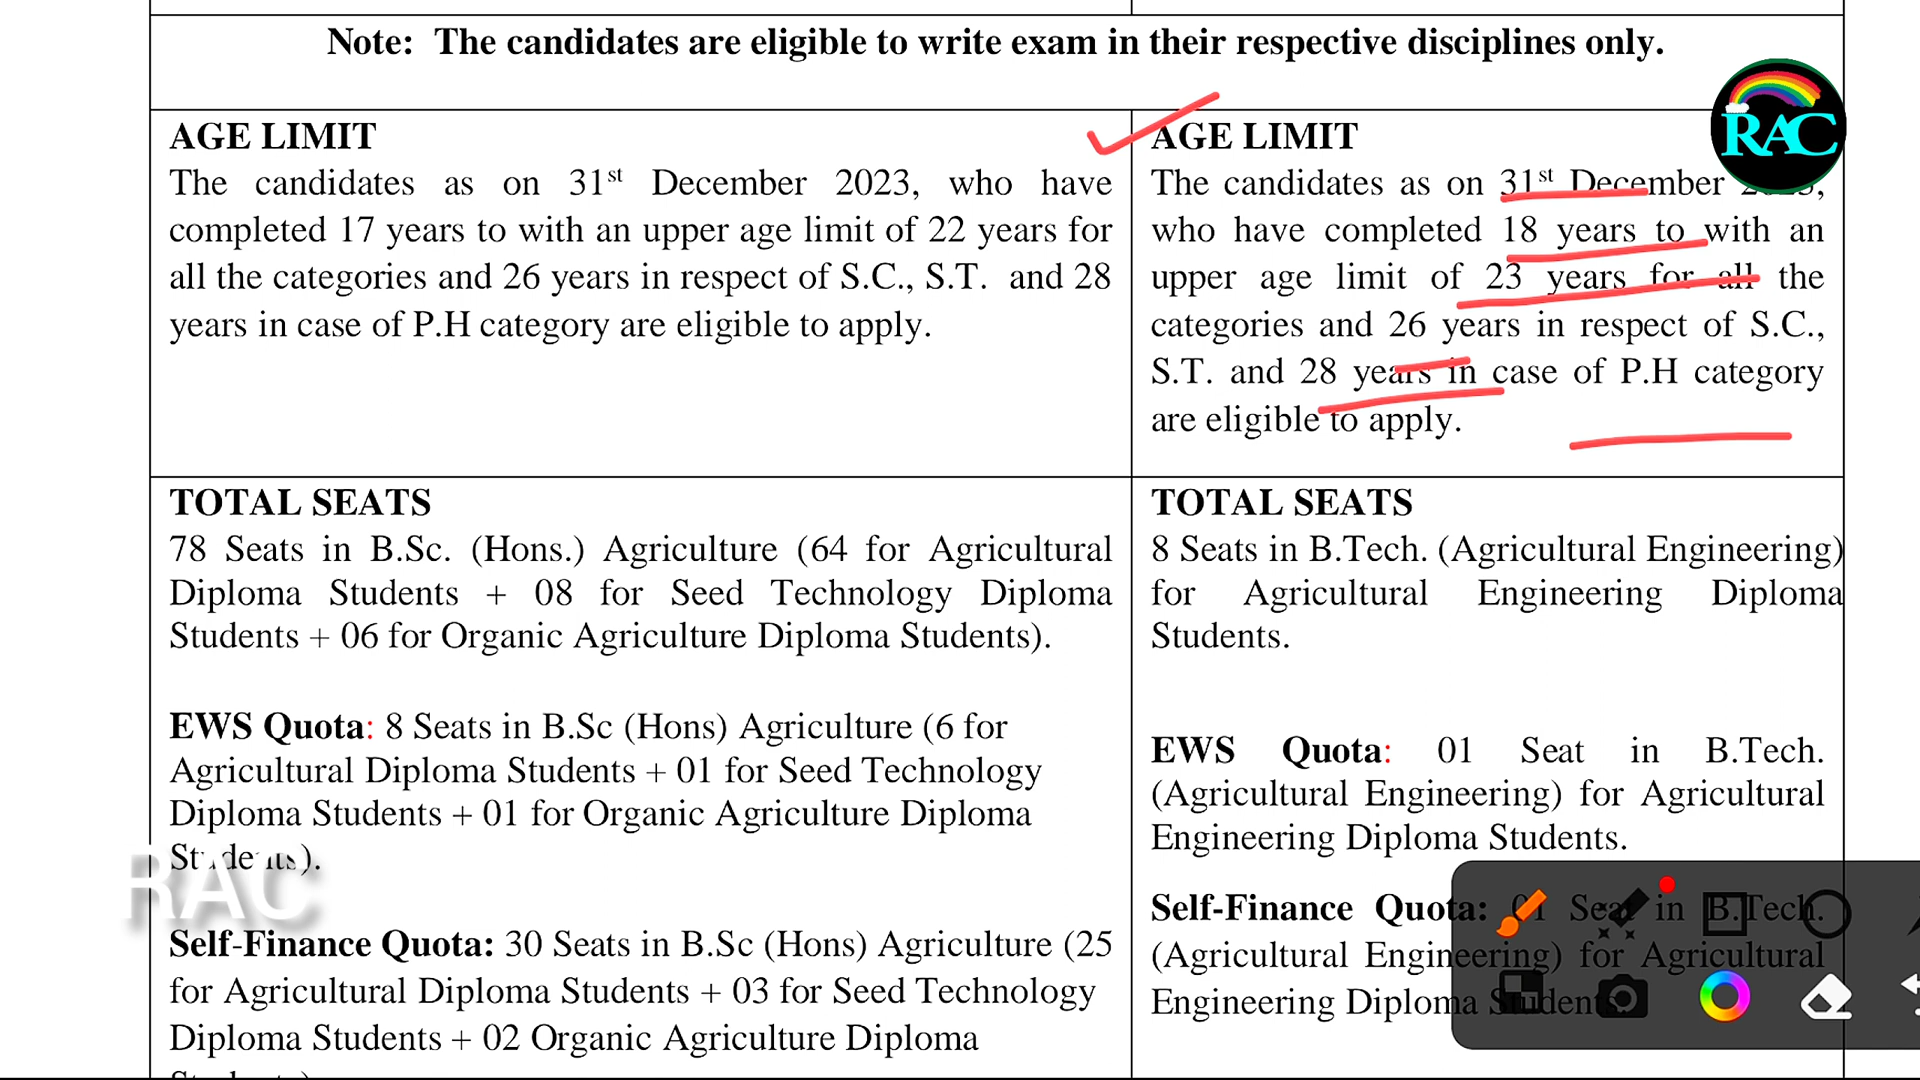 Note: The candidates are eligible to write exam in their respective disciplines only.
RAC
AGE LIMIT
The candidates as on 31st December 2023, who have
completed 17 years to with an upper age limit of 22 years for
all the categories and 26 years in respect of S.C., S.T. and 28
years in case of P.H category are eligible to apply.
AGE LIMIT
The candidates as on 31st December
who have completed 18 years to with an
upper age limit of 23 years for all the
categories and 26 years in respect of S.C.,
S.T. and 28 years in case of P.H category
are eligible to apply.
TOTAL SEATS
78 Seats in B.Sc. (Hons.) Agriculture (64 for Agricultural
Diploma Students + 08 for Seed Technology Diploma
Students + 06 for Organic Agriculture Diploma Students).
EWS Quota: 8 Seats in B.Sc (Hons) Agriculture (6 for
Agricultural Diploma Students + 01 for Seed Technology
Diploma Students + 01 for Organic Agriculture Diploma
Students).
RAC
Self-Finance Quota: 30 Seats in B.Sc (Hons) Agriculture (25
for Agricultural Diploma Students + 03 for Seed Technology
Diploma Students + 02 Organic Agriculture Diploma
TOTAL SEATS
8 Seats in B.Tech. (Agricultural Engineering)
for Agricultural Engineering Diploma
Students.
EWS Quota: 01 Seat in B.Tech.
(Agricultural Engineering) for Agricultural
Engineering Diploma Students.
Self-Finance Quota: 01 Seat in B.Tech.
(Agricultural Engineering) for Agricultural
Engineering Diploma Students